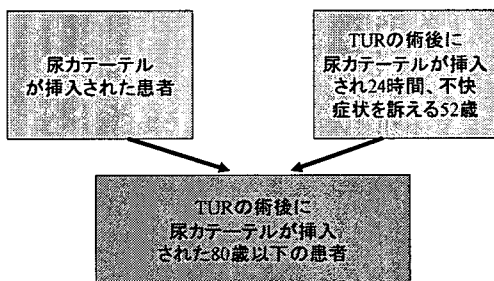 尿カテーテル
が挿入された患者
TURの術後に
尿カテーテルが挿入
され24時間、不快
症状を訴える52歳
TURの術後に
尿カテーテルが挿入
された80歳以下の患者